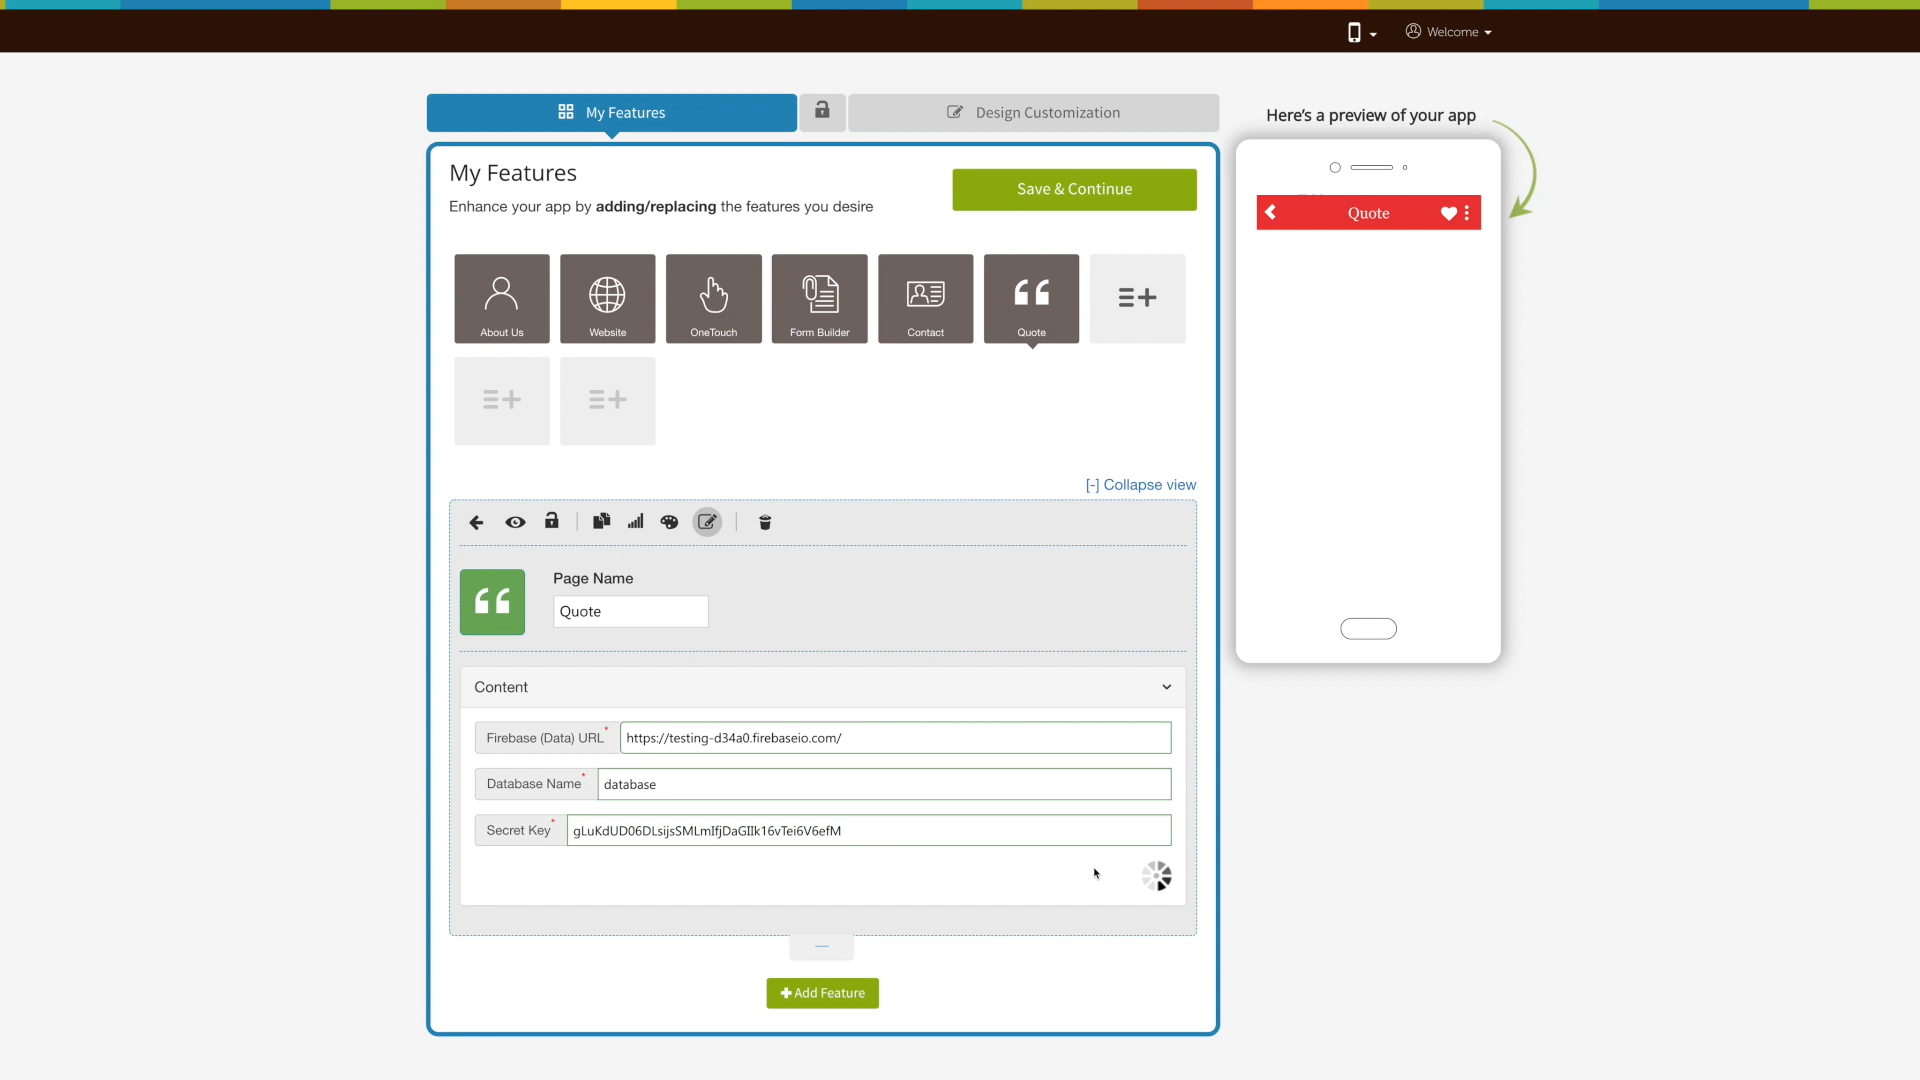 Welcome
My Features
Design Customization
Here's a preview of your app
My Features
Save & Continue
Enhance your app by adding/replacing the features you desire
Quote
About Us
Website
OneTouch
Form Builder
Contact
Quote
[-] Collapse view
Page Name
Quote
Content
Firebase (Data) URL*
https://testing-d34a0.firebaseio.com/
Database Name*
database
Secret Key*
gLuKdUD06DLsijsSMLmIfjDaGIIk16vTei6V6efM
Add Feature